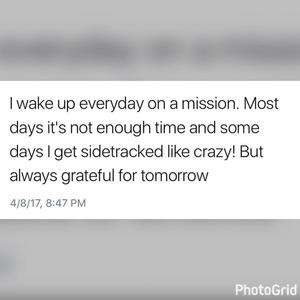 I wake up everyday on a mission. Most
days it's not enough time and some
days I get sidetracked like crazy! But
always grateful for tomorrow
4/8/17, 8:47 PM
PhotoGrid